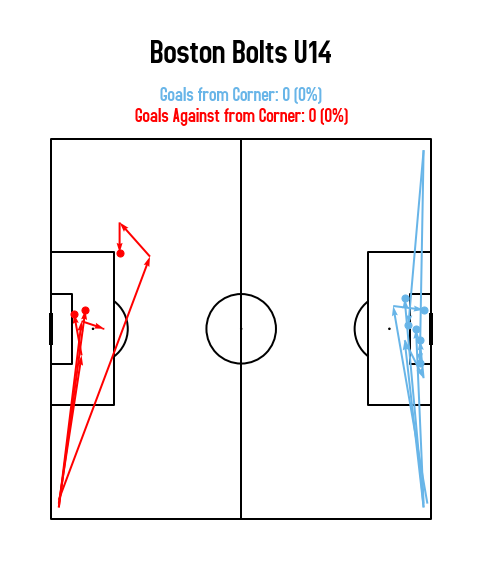 Boston Bolts U14
Goals from Corner: 0 (0%)
Goals Against from Corner: 0 (0%)